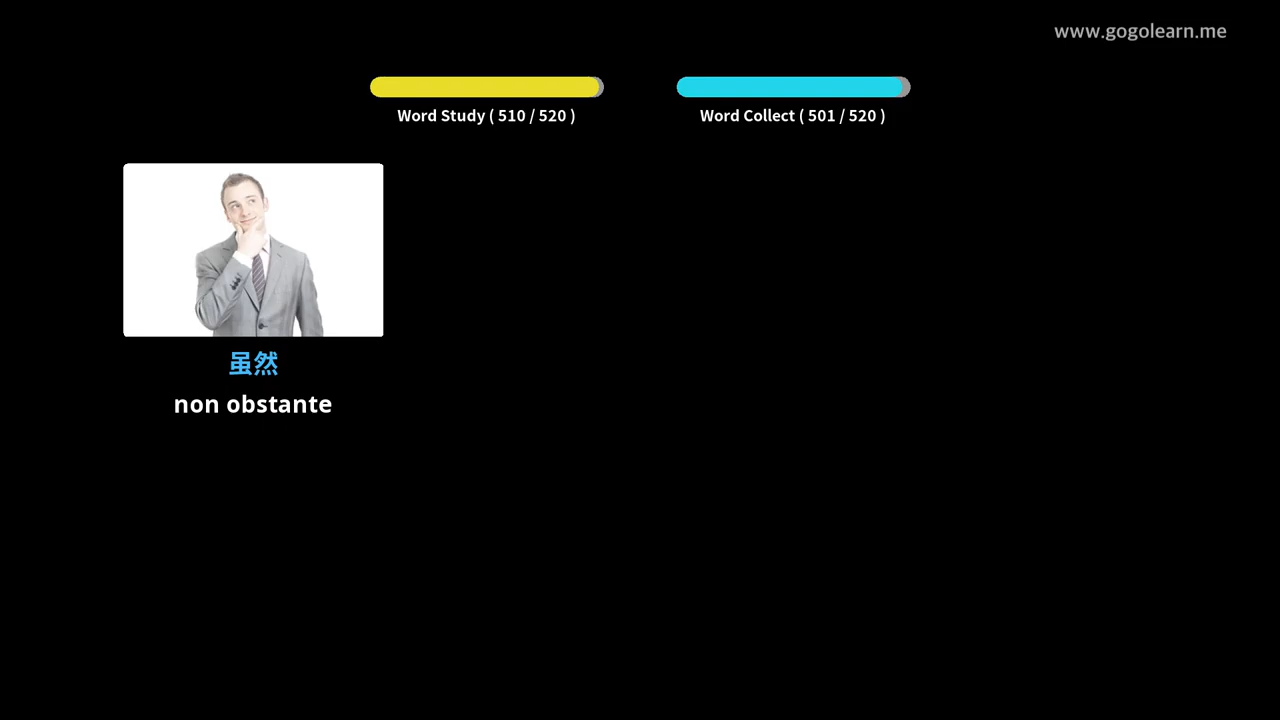 www.gogolearn.me
Word Study ( 510 / 520 )
Word Collect ( 501 / 520 )
虽然
non obstante